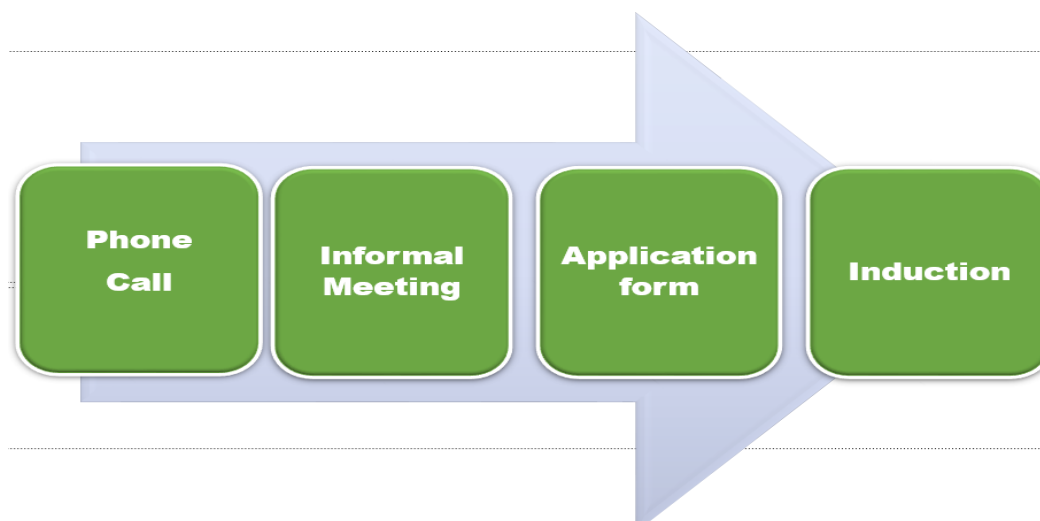 Phone
Call
Informal
Meeting
Application
form
Induction